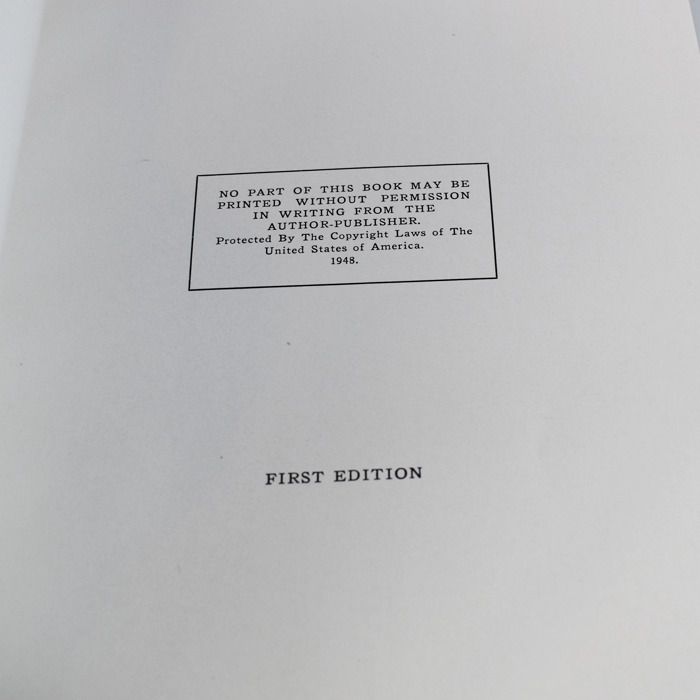 NO PART OF THIS BOOK MAY BE
PRINTED WITHOUT PERMISSION
IN WRITING FROM THE
AUTHOR-PUBLISHER.
Protected By The Copyright Laws of The
United States of America.
1948.
FIRST EDITION